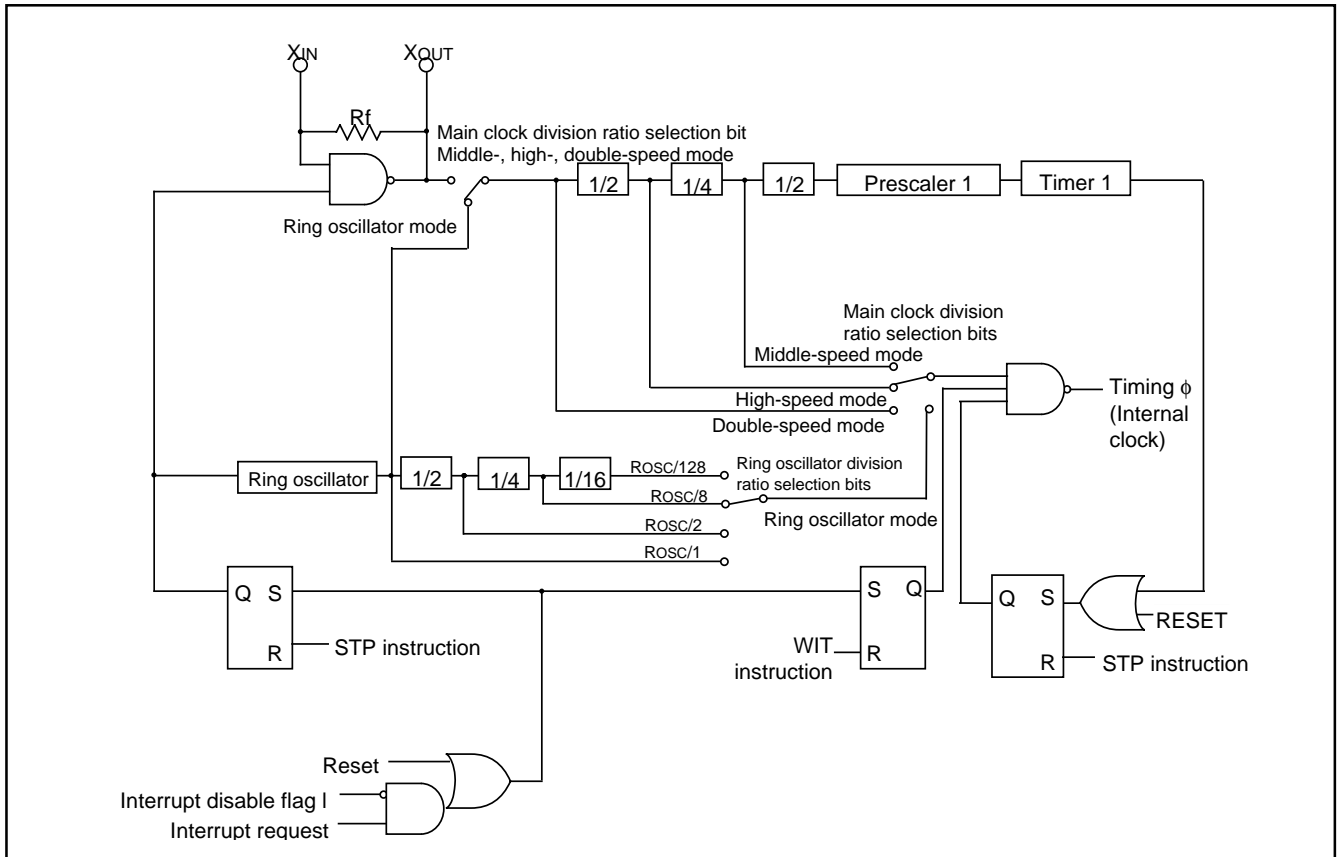 XIN
XOUT
Rf
Main clock division ratio selection bit
Middle-, high-, double-speed mode
1/2
1/4
1/2
Prescaler 1
Timer 1
Ring oscillator mode
Main clock division
ratio selection bits
Middle-speed mode
High-speed mode
Double-speed mode
Timing ϕ
(Internal
clock)
Ring oscillator
1/2
1/4
1/16
ROSC/128
ROSC/8
ROSC/2
ROSC/1
Ring oscillator division
ratio selection bits
Ring oscillator mode
Q S
R
STP instruction
S Q
R
WIT
instruction
Q S
R
RESET
STP instruction
Reset
Interrupt disable flag I
Interrupt request